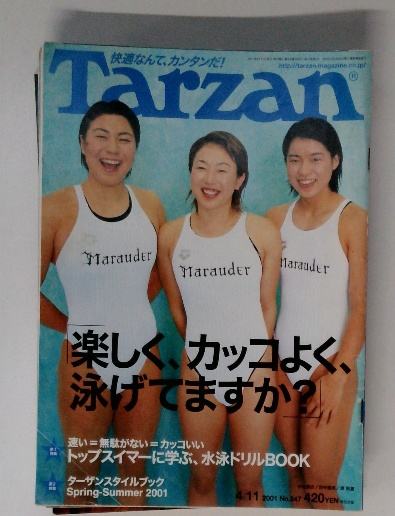 快適なんて、カンタンだ!
http://tarzan.magazine.co.jp/
Tarzan®
Marauder
Marauder
Marauder
「楽しく、カッコよく、
泳げてますか?」
速い=無駄がない=カッコいい
トップスイマーに学ぶ、水泳ドリルBOOK
ターザンスタイルブック
Spring-Summer 2001
4・11 2001 No.347 420YEN